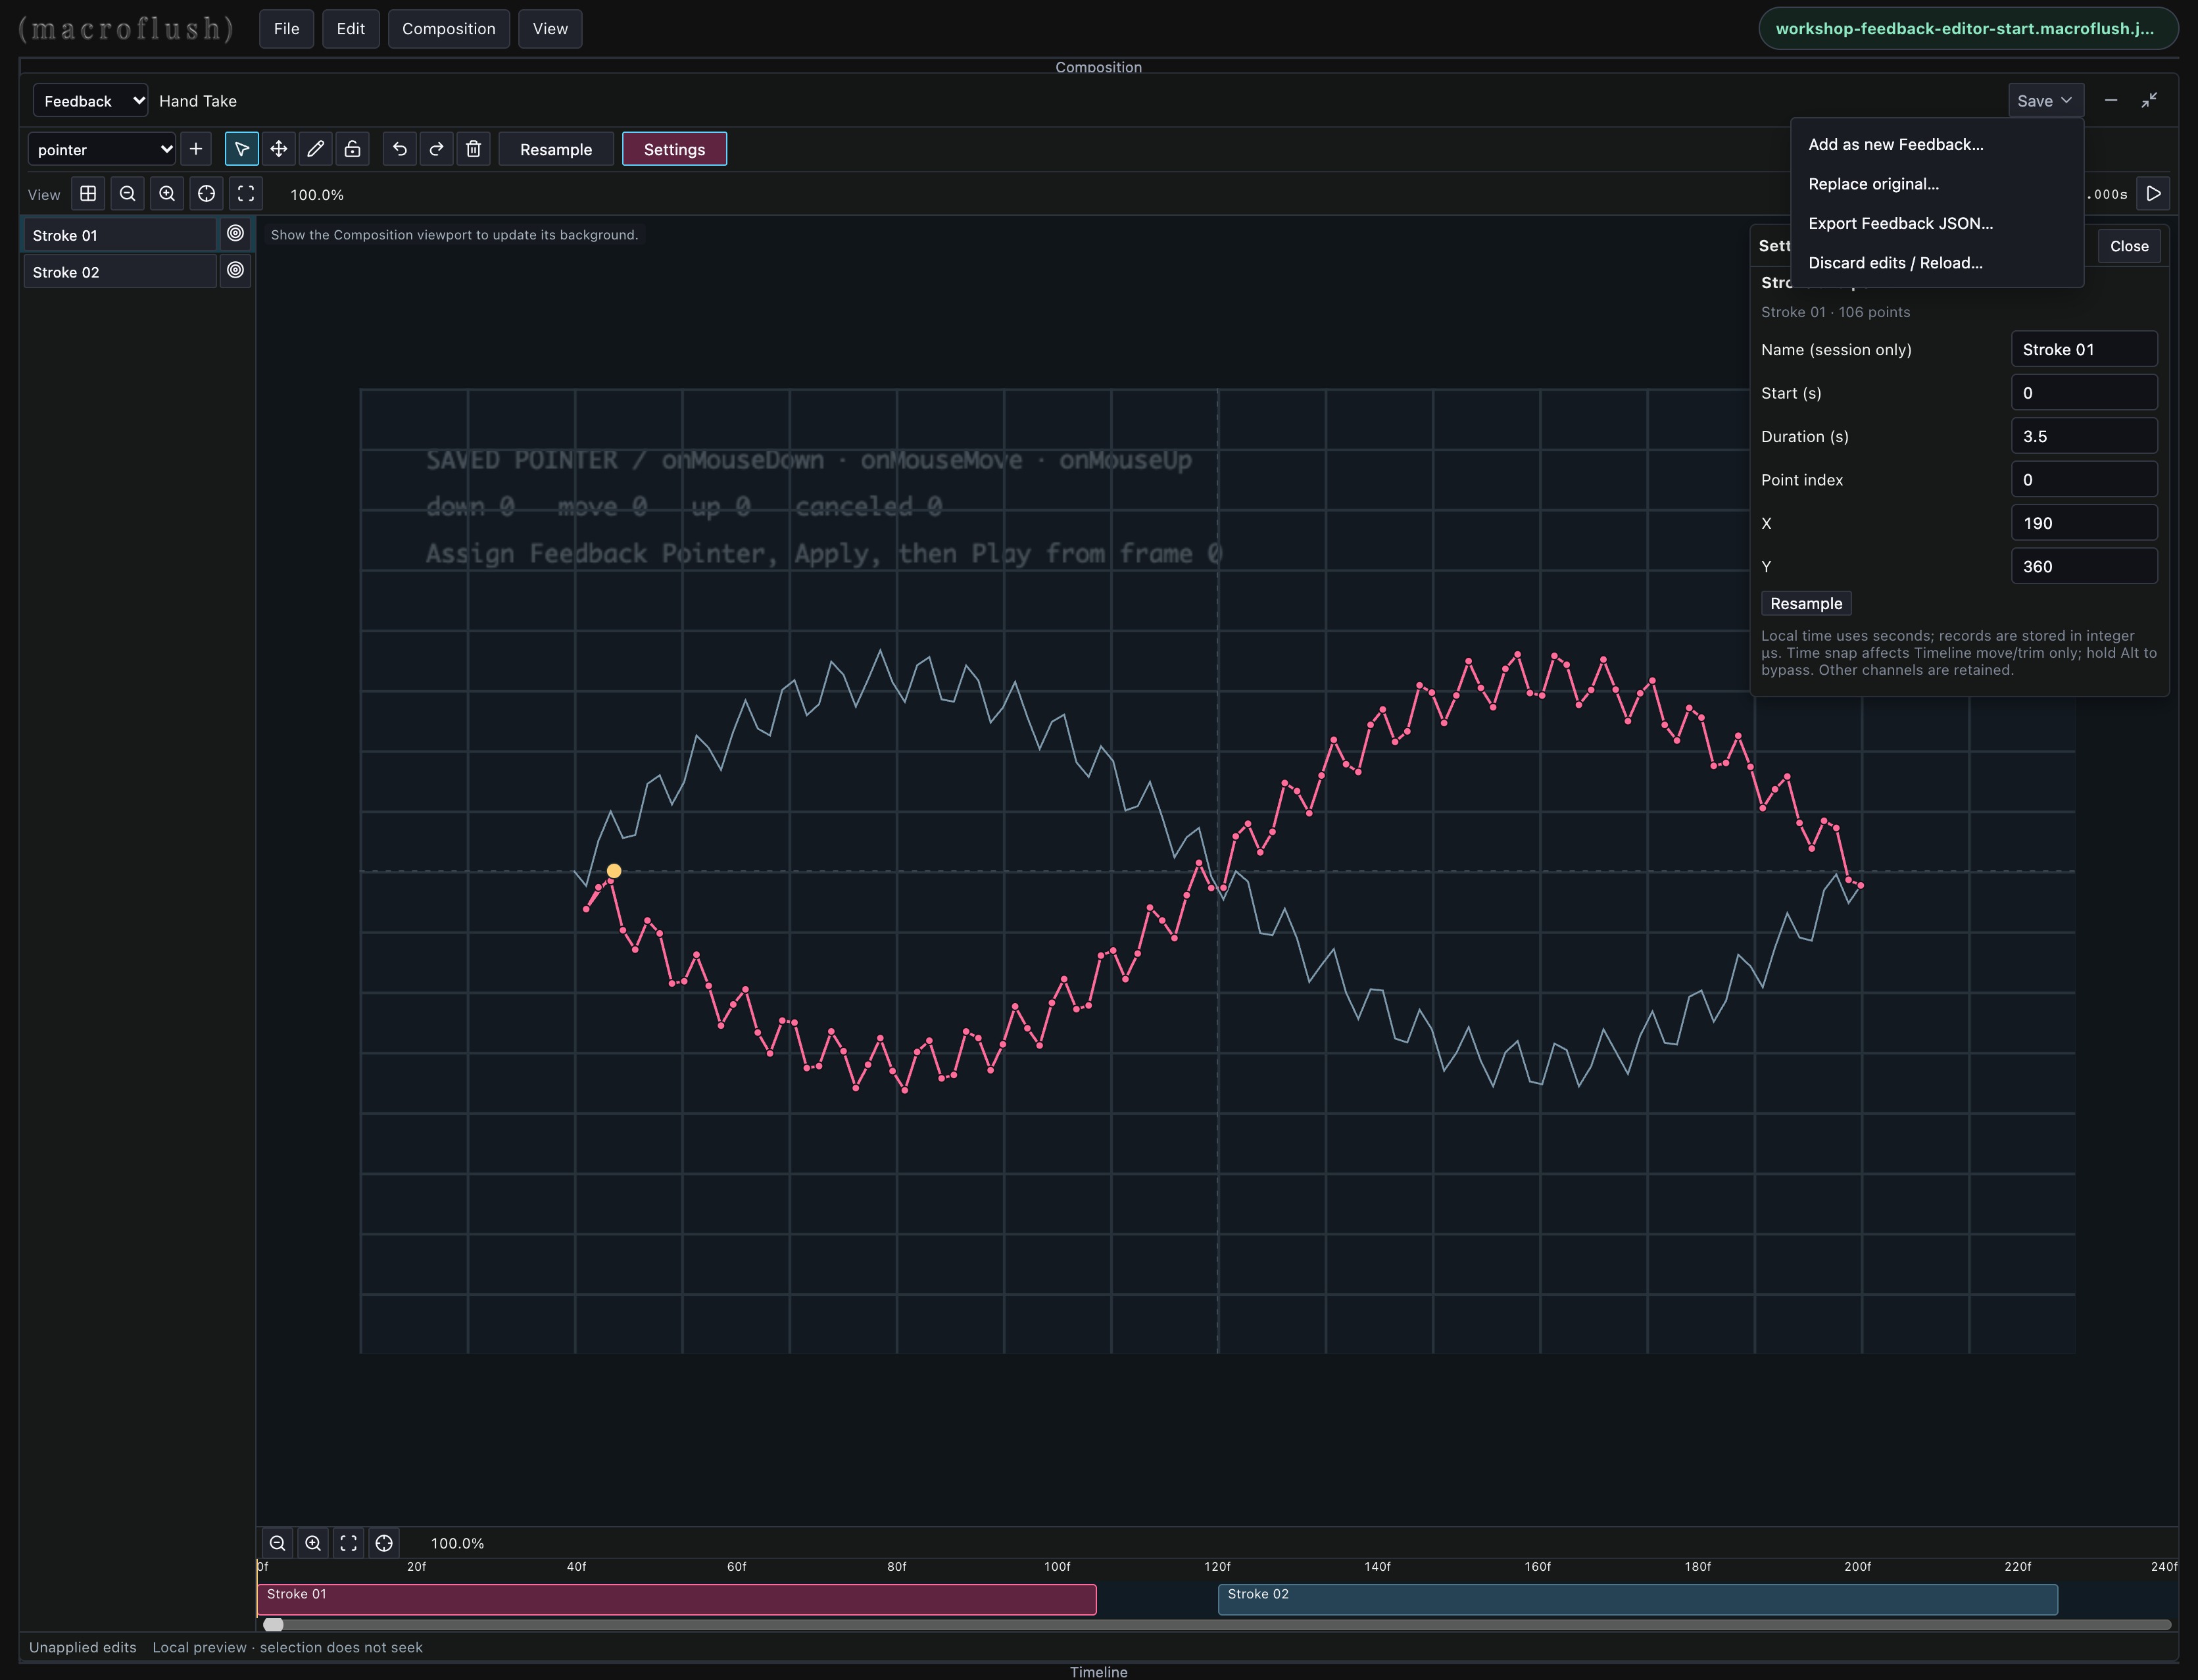 (macroflush) File Edit Composition View workshop-feedback-editor-start.macroflush.j...
Composition
Feedback Hand Take Save
pointer Resample Settings
Add as new Feedback...
Replace original...
Export Feedback JSON...
Discard edits / Reload...
View 100.0% .000s
Stroke 01
Stroke 02
Show the Composition viewport to update its background.
Sett Close
Stro
Stroke 01 · 106 points
Name (session only) Stroke 01
Start (s) 0
Duration (s) 3.5
Point index 0
X 190
Y 360
Resample
Local time uses seconds; records are stored in integer
µs. Time snap affects Timeline move/trim only; hold Alt to
bypass. Other channels are retained.
SAVED POINTER / onMouseDown · onMouseMove · onMouseUp
down 0 move 0 up 0 canceled 0
Assign Feedback Pointer, Apply, then Play from frame 0
100.0%
0f 20f 40f 60f 80f 100f 120f 140f 160f 180f 200f 220f 240f
Stroke 01 Stroke 02
Unapplied edits Local preview · selection does not seek
Timeline